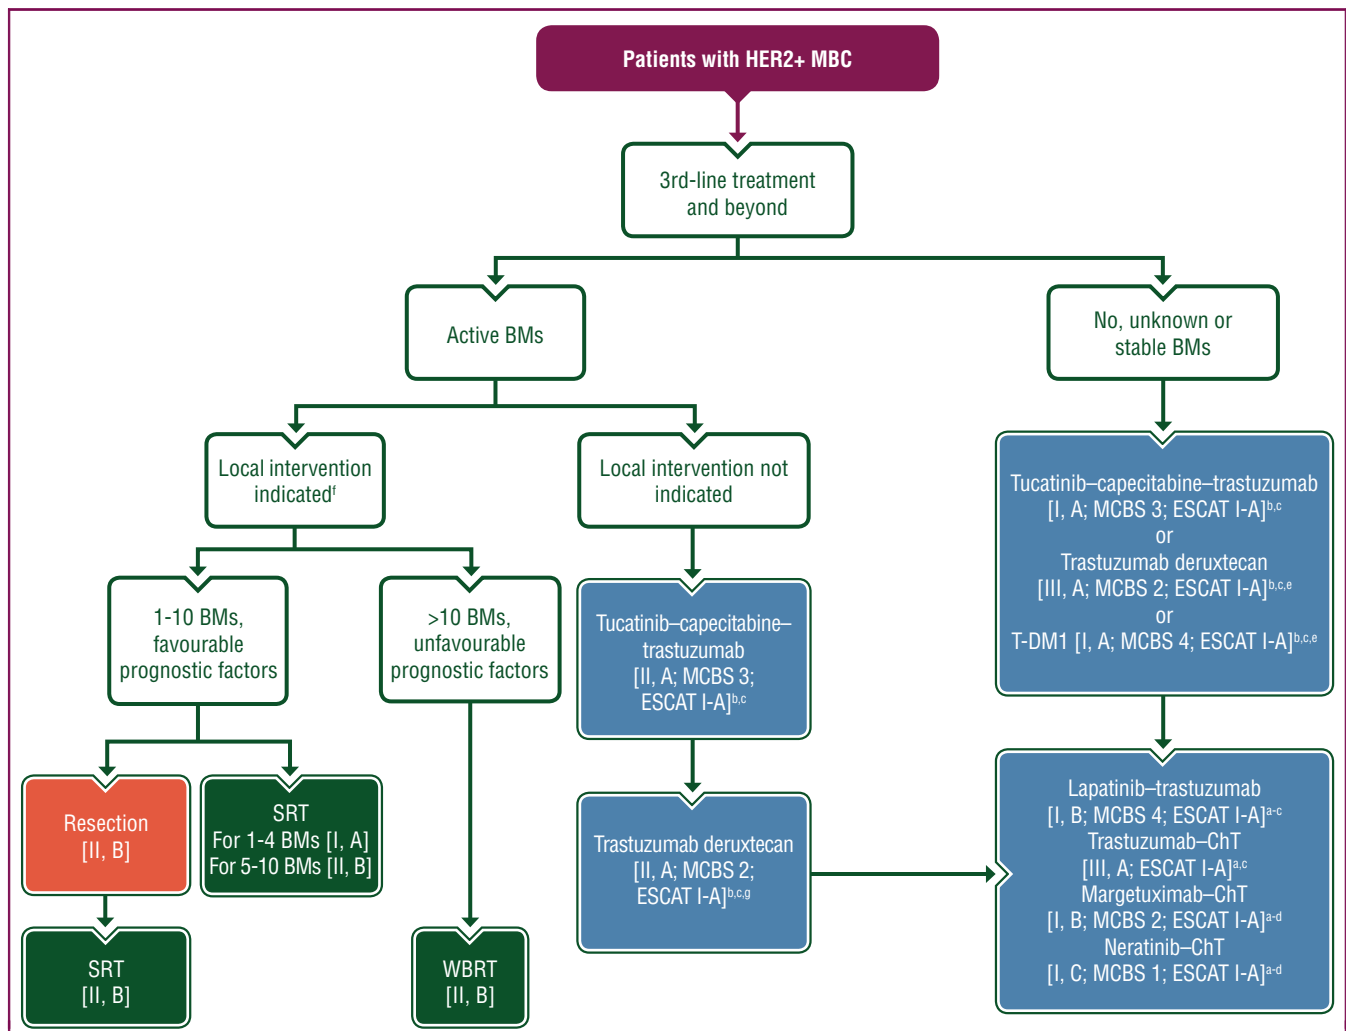 Patients with HER2+ MBC
3rd-line treatment
and beyond
Active BMs
No, unknown or
stable BMs
Local intervention
indicatedᶠ
Local intervention not
indicated
1-10 BMs,
favourable
prognostic factors
>10 BMs,
unfavourable
prognostic factors
Resection
[II, B]
SRT
[II, B]
SRT
For 1-4 BMs [I, A]
For 5-10 BMs [II, B]
WBRT
[II, B]
Tucatinib–capecitabine–
trastuzumab
[II, A; MCBS 3;
ESCAT I-A]ᵇ,ᶜ
Trastuzumab deruxtecan
[II, A; MCBS 2;
ESCAT I-A]ᵇ,ᶜ,ᵍ
Tucatinib–capecitabine–trastuzumab
[I, A; MCBS 3; ESCAT I-A]ᵇ,ᶜ
or
Trastuzumab deruxtecan
[III, A; MCBS 2; ESCAT I-A]ᵇ,ᶜ,ᵉ
or
T-DM1 [I, A; MCBS 4; ESCAT I-A]ᵇ,ᶜ,ᵉ
Lapatinib–trastuzumab
[I, B; MCBS 4; ESCAT I-A]ᵃ⁻ᶜ
Trastuzumab–ChT
[III, A; ESCAT I-A]ᵃ,ᶜ
Margetuximab–ChT
[I, B; MCBS 2; ESCAT I-A]ᵃ⁻ᵈ
Neratinib–ChT
[I, C; MCBS 1; ESCAT I-A]ᵃ⁻ᵈ